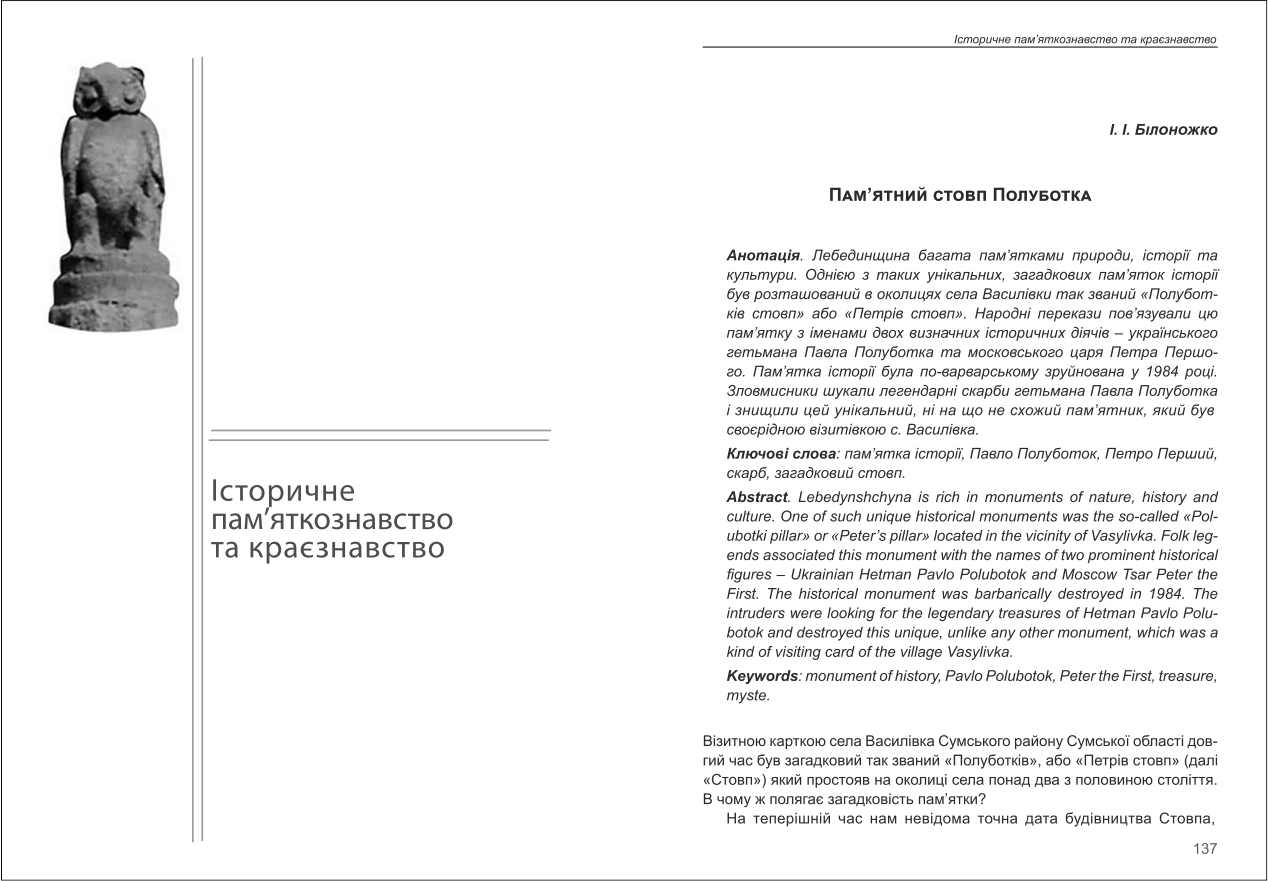 Історичне
пам’яткознавство
та краєзнавство
Історичне пам’яткознавство та краєзнавство
І. І. Білоножко
Пам’ятний стовп Полуботка
Анотація. Лебединщина багата пам’ятками природи, історії та
культури. Однією з таких унікальних, загадкових пам’яток історії
був розташований в околицях села Василівки так званий «Полубот-
ків стовп» або «Петрів стовп». Народні перекази пов’язували цю
пам’ятку з іменами двох визначних історичних діячів – українського
гетьмана Павла Полуботка та московського царя Петра Першо-
го. Пам’ятка історії була по-варварському зруйнована у 1984 році.
Зловмисники шукали легендарні скарби гетьмана Павла Полуботка
і знищили цей унікальний, ні на що не схожий пам’ятник, який був
своєрідною візитівкою с. Василівка.
Ключові слова: пам’ятка історії, Павло Полуботок, Петро Перший,
скарб, загадковий стовп.
Abstract. Lebedynshchyna is rich in monuments of nature, history and
culture. One of such unique historical monuments was the so-called «Pol-
ubotki pillar» or «Peter’s pillar» located in the vicinity of Vasylivka. Folk leg-
ends associated this monument with the names of two prominent historical
figures – Ukrainian Hetman Pavlo Polubotok and Moscow Tsar Peter the
First. The historical monument was barbarically destroyed in 1984. The
intruders were looking for the legendary treasures of Hetman Pavlo Polu-
botok and destroyed this unique, unlike any other monument, which was a
kind of visiting card of the village Vasylivka.
Keywords: monument of history, Pavlo Polubotok, Peter the First, treasure,
myste.
Візитною карткою села Василівка Сумського району Сумської області дов-
гий час був загадковий так званий «Полуботків», або «Петрів стовп» (далі
«Стовп») який простояв на околиці села понад два з половиною століття.
В чому ж полягає загадковість пам’ятки?
На теперішній час нам невідома точна дата будівництва Стовпа,
137